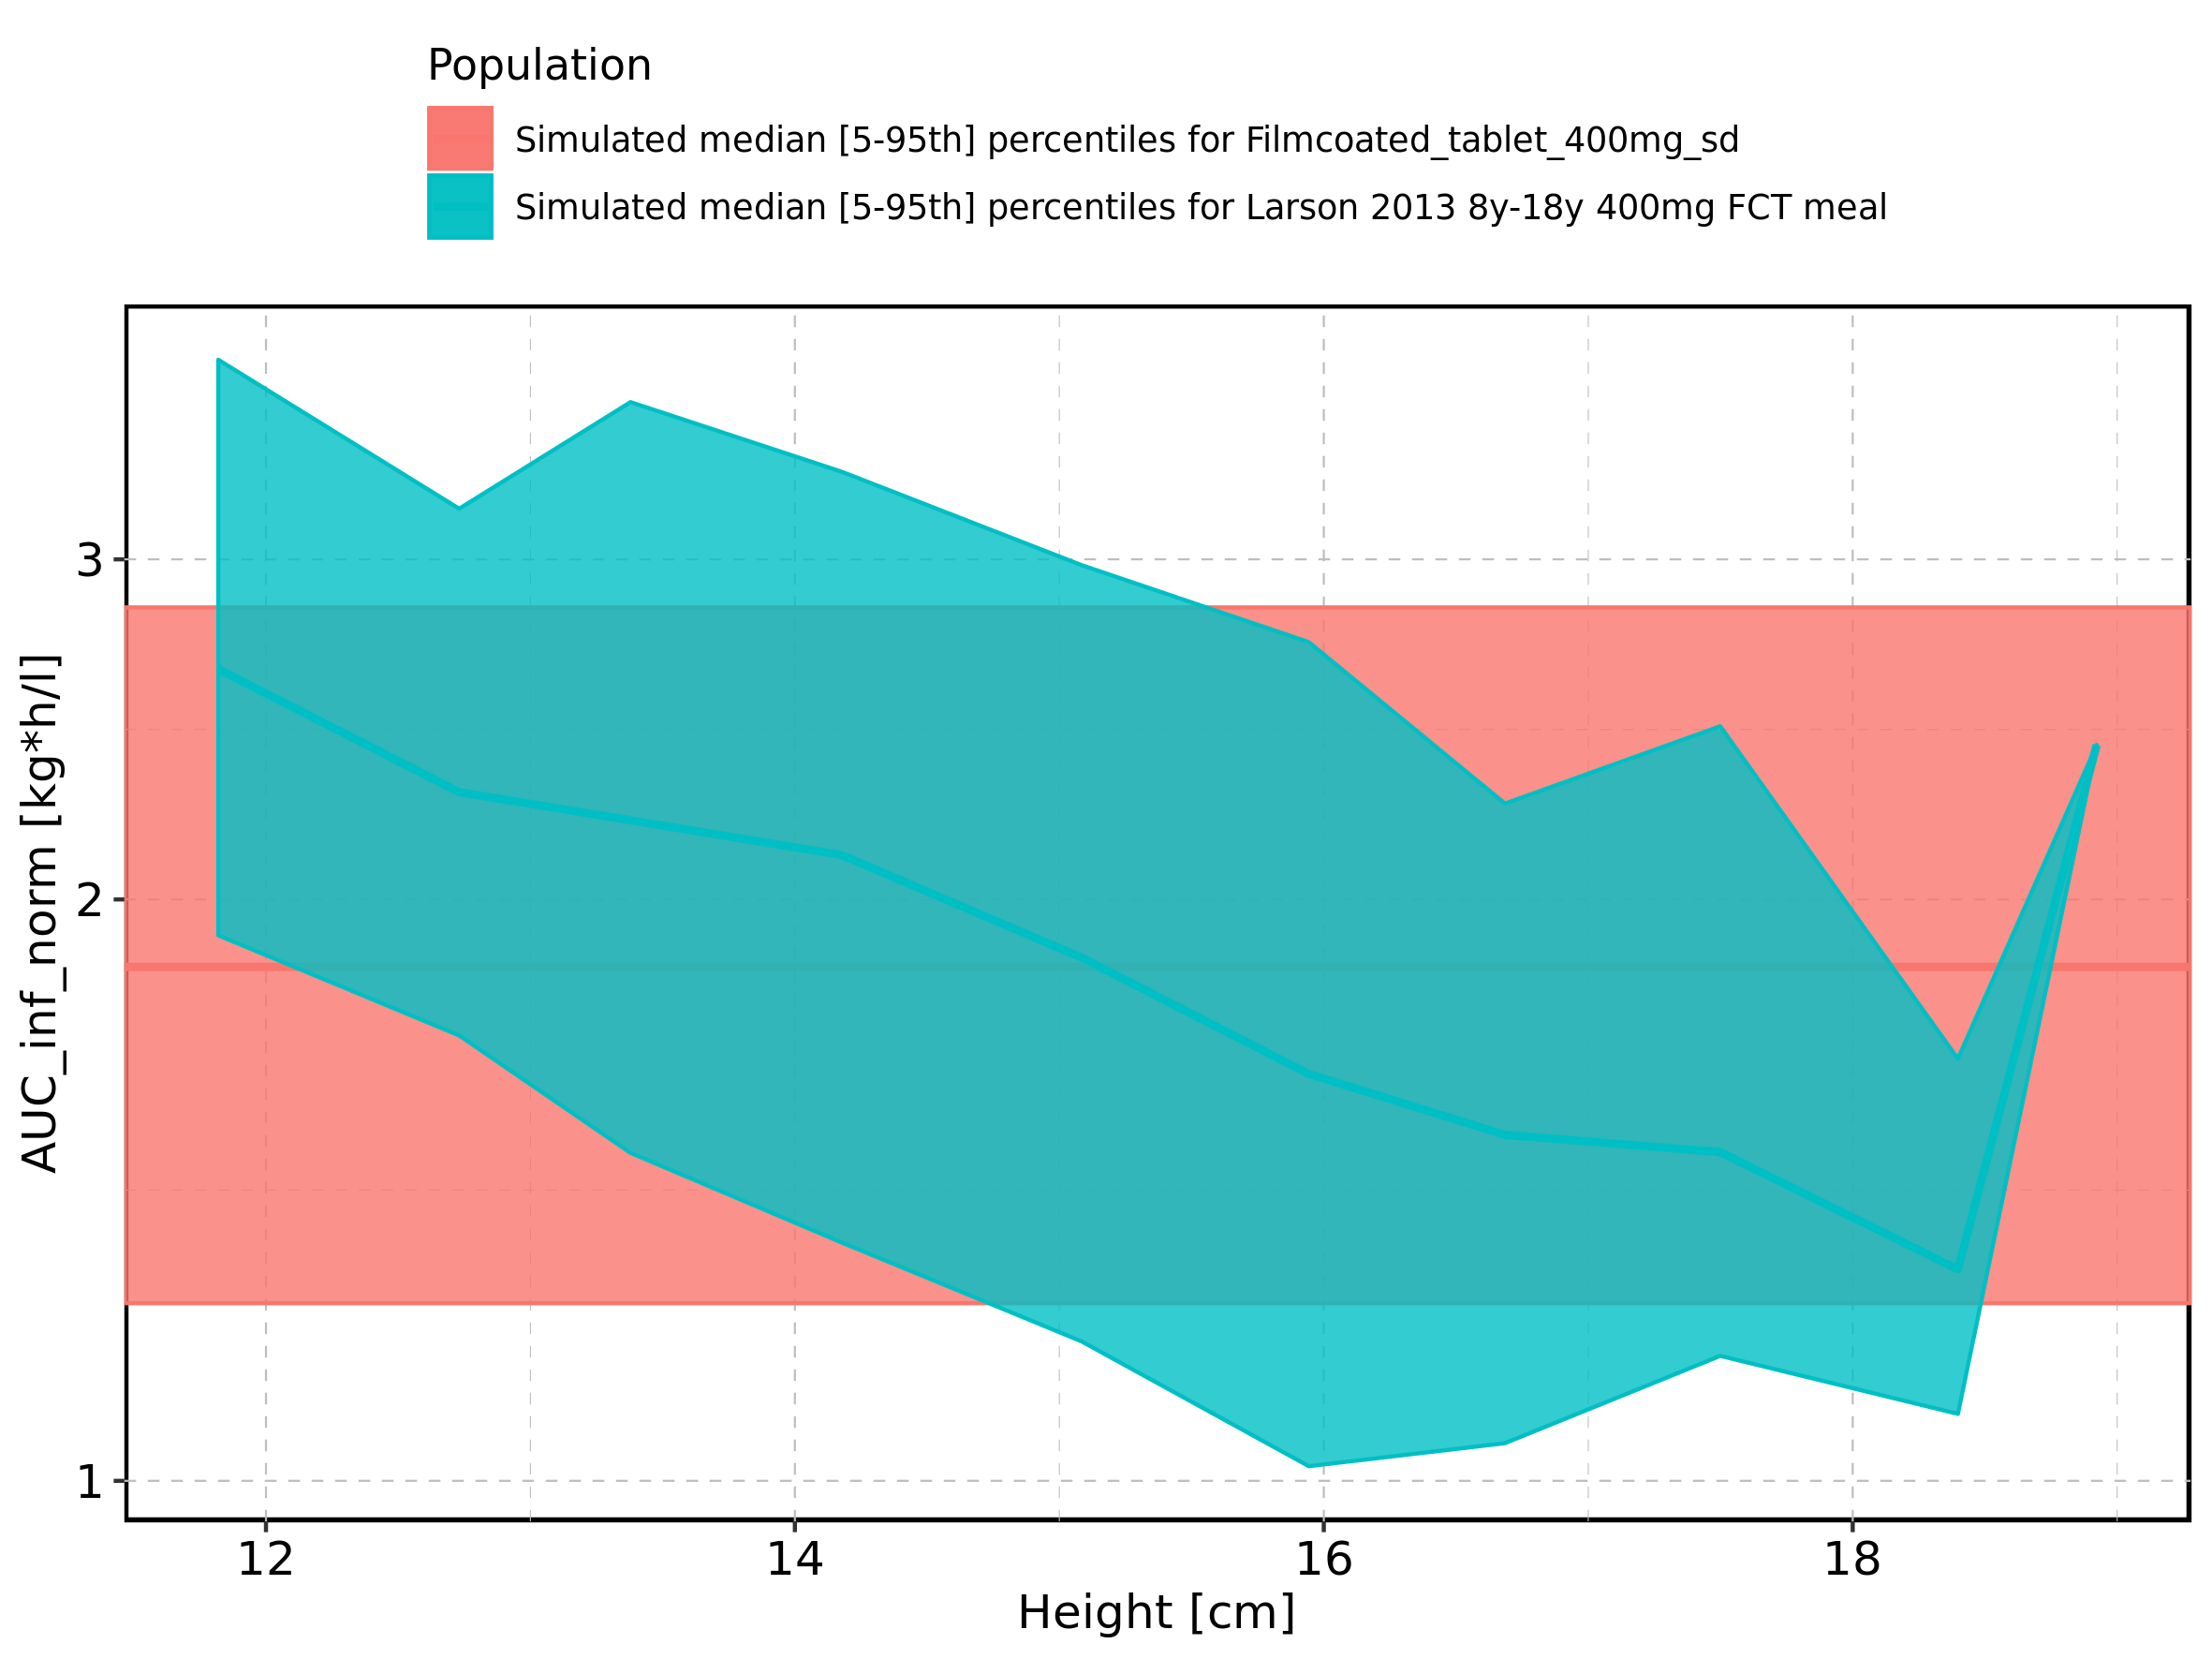 Population
Simulated median [5-95th] percentiles for Filmcoated_tablet_400mg_sd
Simulated median [5-95th] percentiles for Larson 2013 8y-18y 400mg FCT meal
AUC_inf_norm [kg*h/l]
3
2
1
12 14 16 18
Height [cm]